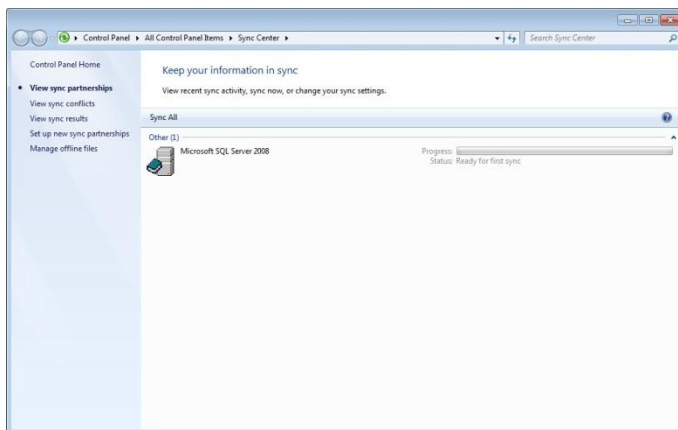 Control Panel ▸ All Control Panel Items ▸ Sync Center ▸
Search Sync Center
Control Panel Home
View sync partnerships
View sync conflicts
View sync results
Set up new sync partnerships
Manage offline files
Keep your information in sync
View recent sync activity, sync now, or change your sync settings.
Sync All
Other (1)
Microsoft SQL Server 2008
Progress:
Status: Ready for first sync